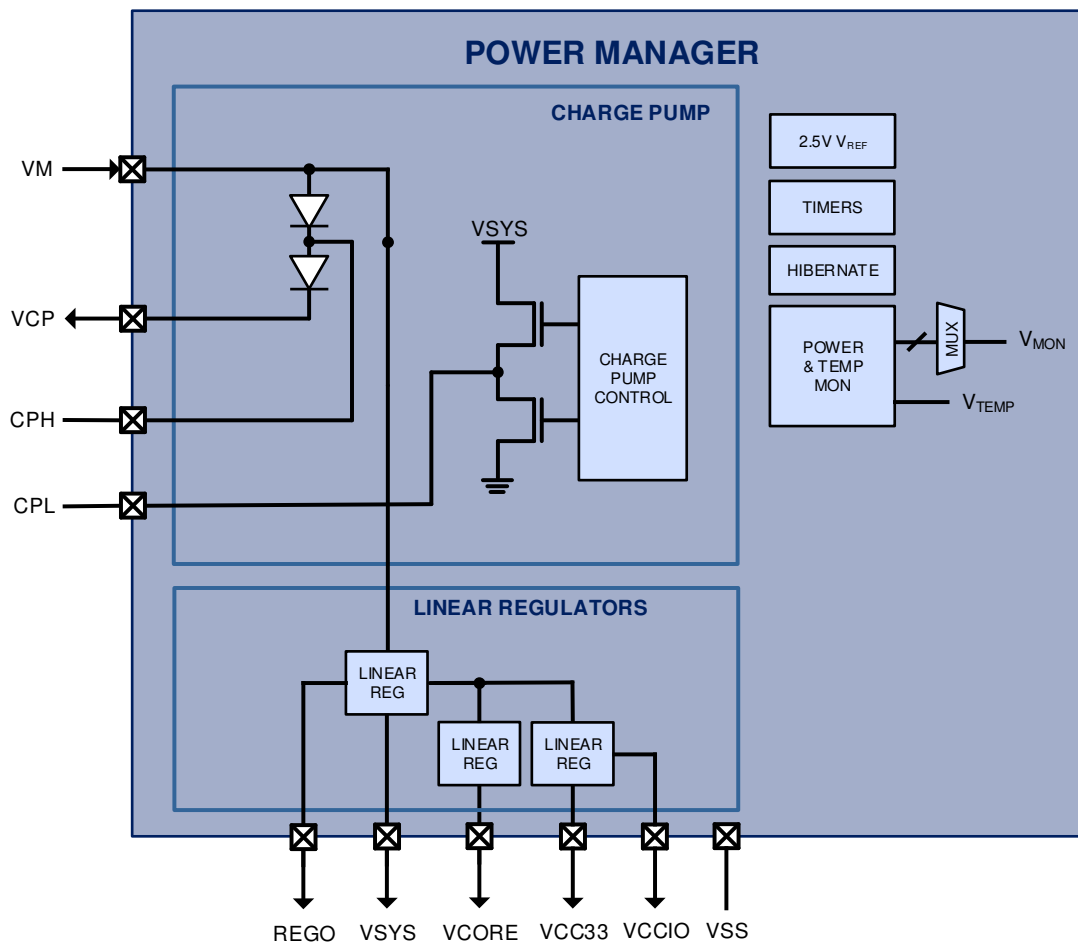 POWER MANAGER
CHARGE PUMP
2.5V VREF
VM
TIMERS
VSYS
HIBERNATE
VCP
CHARGE
PUMP
CONTROL
POWER
& TEMP
MON
MUX
VMON
VTEMP
CPH
CPL
LINEAR REGULATORS
LINEAR
REG
LINEAR
REG
LINEAR
REG
REGO
VSYS
VCORE
VCC33
VCCIO
VSS